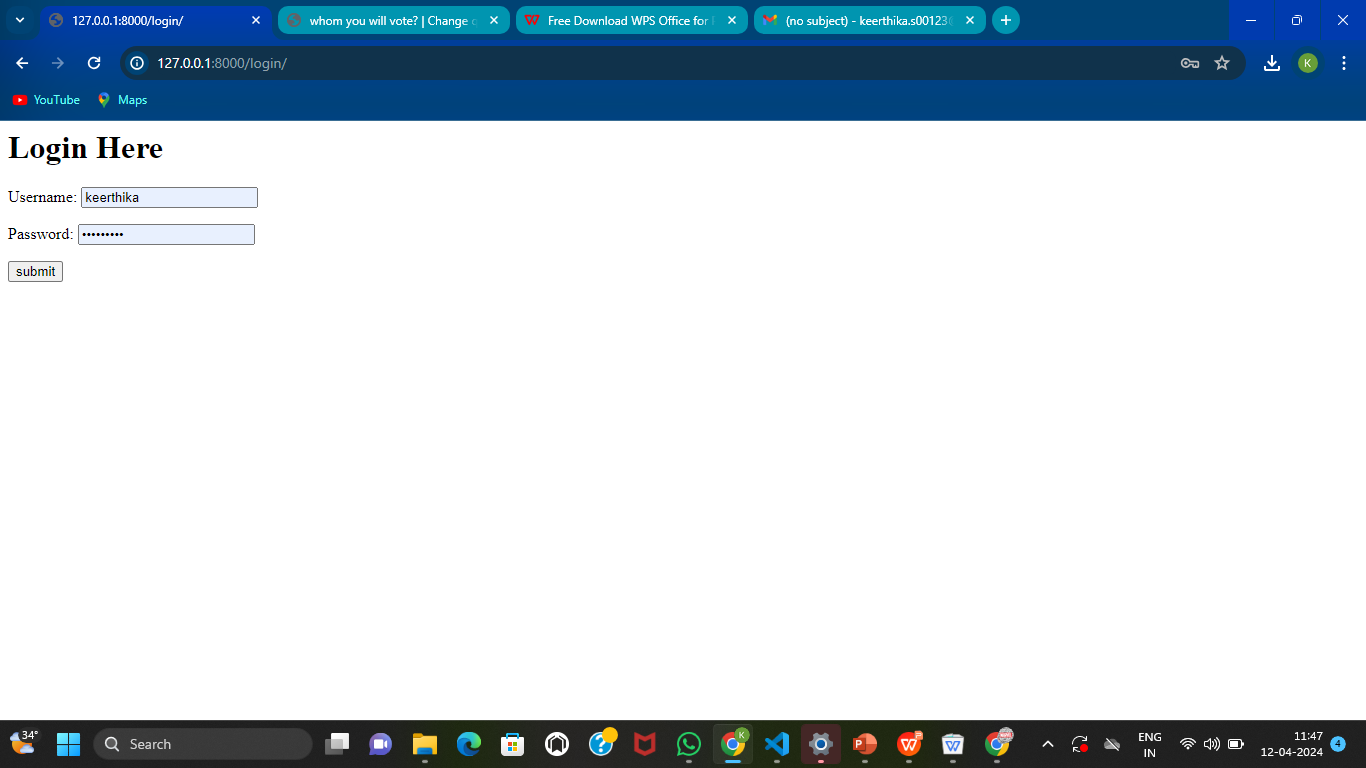 127.0.0.1:8000/login/
whom you will vote? | Change
Free Download WPS Office for
(no subject) - keerthika.s00123
127.0.0.1:8000/login/
K
YouTube
Maps
Login Here
Username: keerthika
Password: •••••••••
submit
34°
Search
ENG
IN
11:47
12-04-2024
4